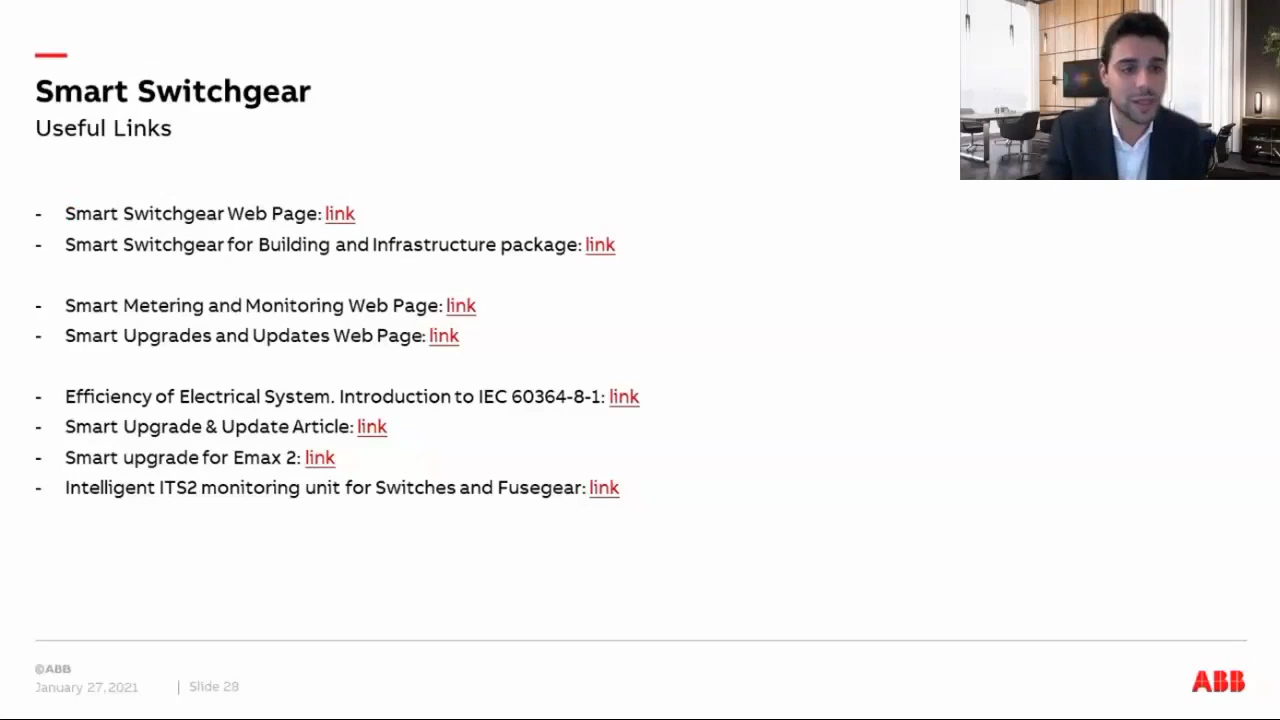 Smart Switchgear
Useful Links
- Smart Switchgear Web Page: link
- Smart Switchgear for Building and Infrastructure package: link
- Smart Metering and Monitoring Web Page: link
- Smart Upgrades and Updates Web Page: link
- Efficiency of Electrical System. Introduction to IEC 60364-8-1: link
- Smart Upgrade & Update Article: link
- Smart upgrade for Emax 2: link
- Intelligent ITS2 monitoring unit for Switches and Fusegear: link
©ABB
January 27, 2021 | Slide 28
ABB